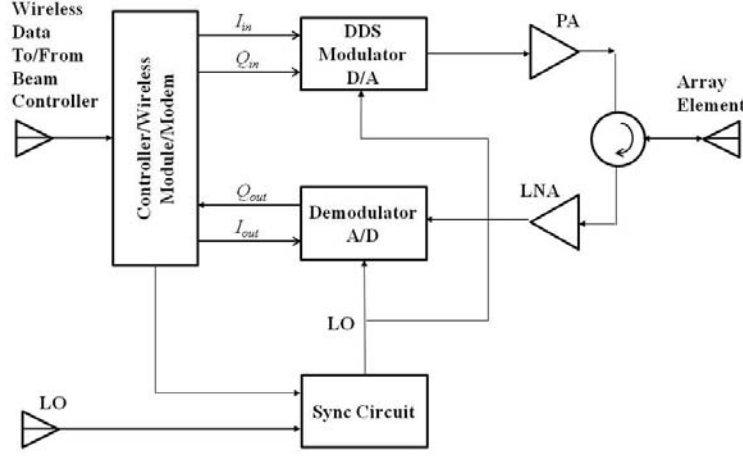 Wireless
Data
To/From
Beam
Controller
Controller/Wireless
Module/Modem
I_in
Q_in
DDS
Modulator
D/A
PA
Array
Element
Q_out
I_out
Demodulator
A/D
LNA
LO
LO
Sync Circuit